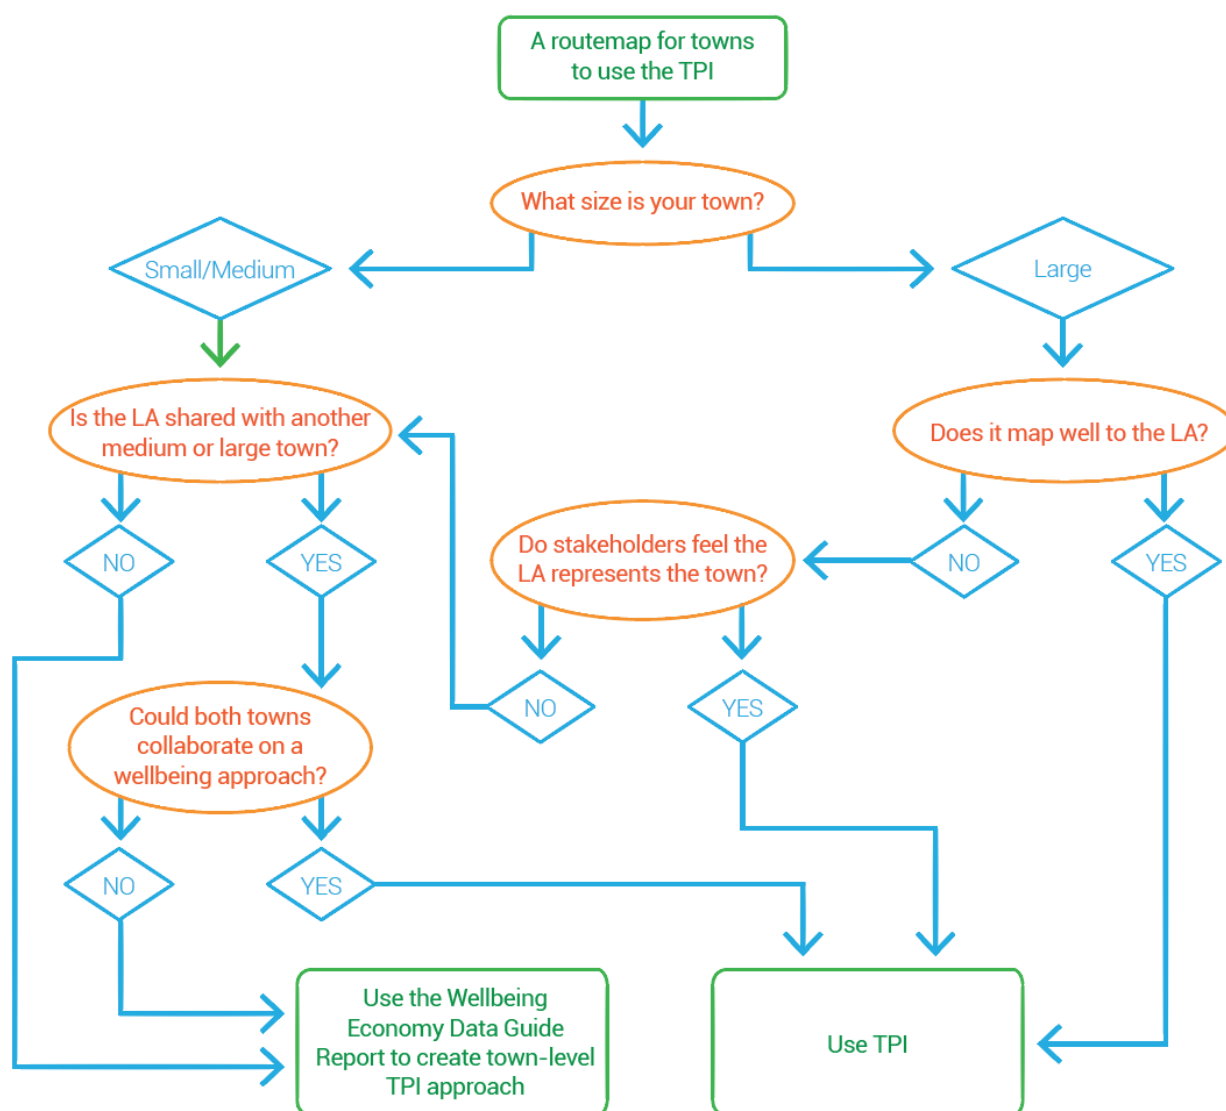 A routemap for towns
to use the TPI
What size is your town?
Small/Medium
Large
Is the LA shared with another
medium or large town?
Does it map well to the LA?
Do stakeholders feel the
LA represents the town?
NO
YES
NO
YES
NO
YES
Could both towns
collaborate on a
wellbeing approach?
NO
YES
Use the Wellbeing
Economy Data Guide
Report to create town-level
TPI approach
Use TPI